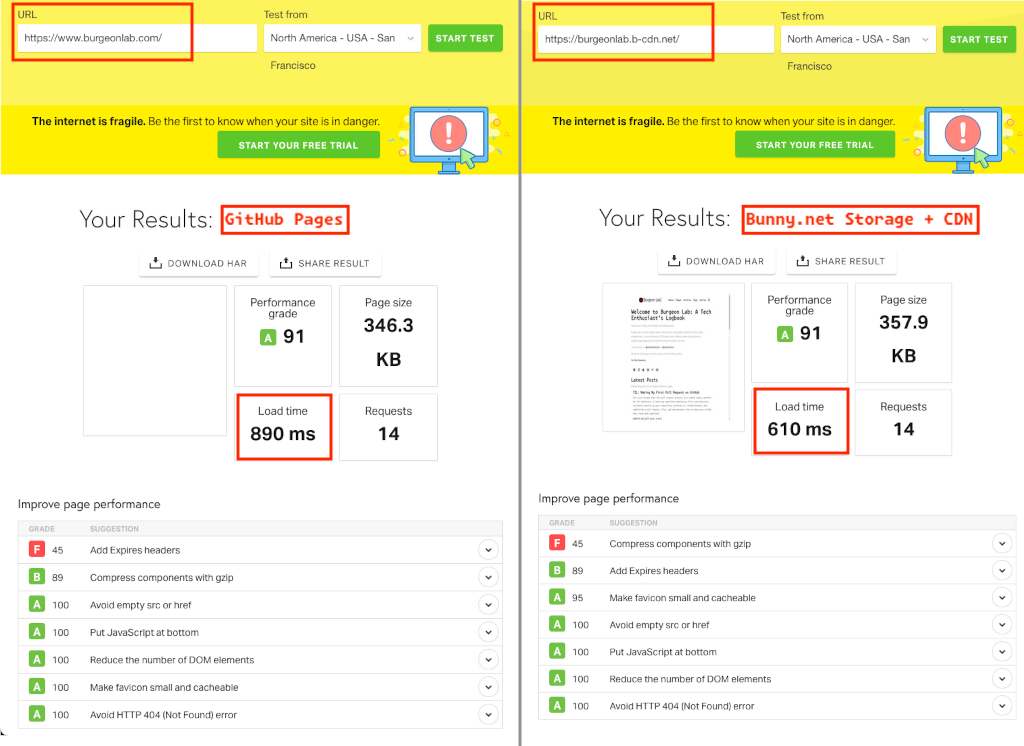 URL
Test from
https://www.burgeonlab.com/
North America - USA - San
START TEST
Francisco
The internet is fragile. Be the first to know when your site is in danger.
START YOUR FREE TRIAL
Your Results: GitHub Pages
DOWNLOAD HAR
SHARE RESULT
Performance
grade
A 91
Page size
346.3
KB
Load time
890 ms
Requests
14
Improve page performance
GRADE SUGGESTION
F 45 Add Expires headers
B 89 Compress components with gzip
A 100 Avoid empty src or href
A 100 Put JavaScript at bottom
A 100 Reduce the number of DOM elements
A 100 Make favicon small and cacheable
A 100 Avoid HTTP 404 (Not Found) error
URL
Test from
https://burgeonlab.b-cdn.net/
North America - USA - San
START TEST
Francisco
The internet is fragile. Be the first to know when your site is in danger.
START YOUR FREE TRIAL
Your Results: Bunny.net Storage + CDN
DOWNLOAD HAR
SHARE RESULT
Welcome to Burgeon Lab: A Tech
Enthusiast's Logbook
Latest Posts
Performance
grade
A 91
Page size
357.9
KB
Load time
610 ms
Requests
14
Improve page performance
GRADE SUGGESTION
F 45 Compress components with gzip
B 89 Add Expires headers
A 95 Make favicon small and cacheable
A 100 Avoid empty src or href
A 100 Put JavaScript at bottom
A 100 Reduce the number of DOM elements
A 100 Avoid HTTP 404 (Not Found) error